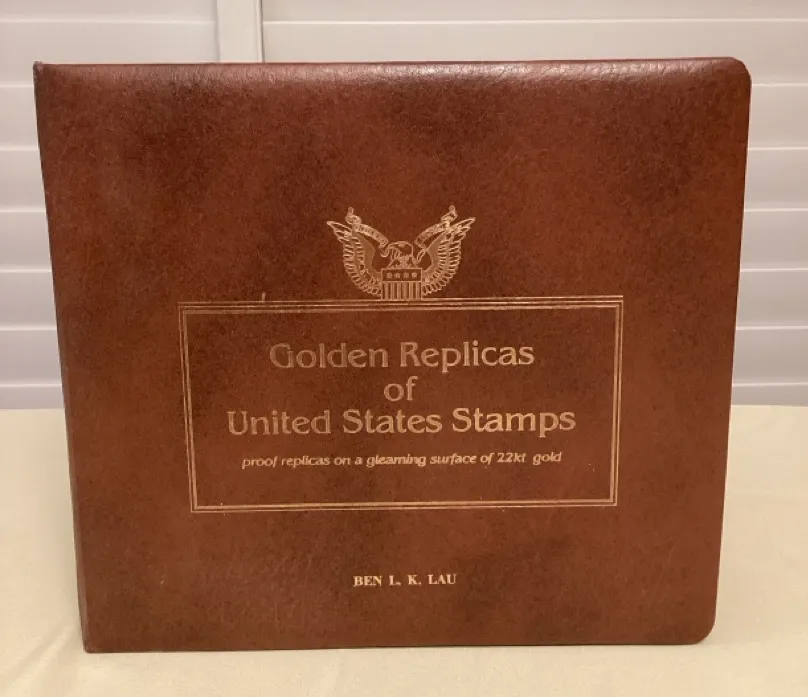 Golden Replicas
of
United States Stamps
proof replicas on a gleaming surface of 22kt gold
BEN L. K. LAU